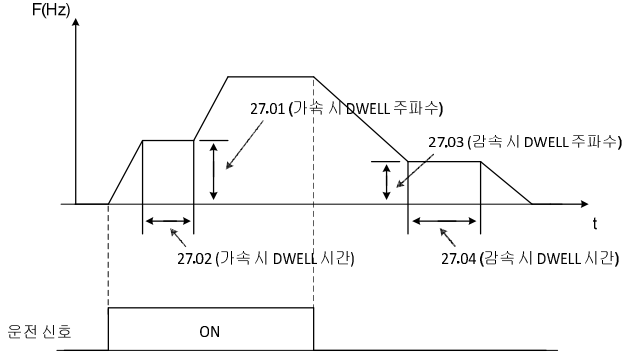 F(Hz)
27.01 (가속 시 DWELL 주파수)
27.03 (감속 시 DWELL 주파수)
t
27.02 (가속 시 DWELL 시간)
27.04 (감속 시 DWELL 시간)
운전 신호
ON